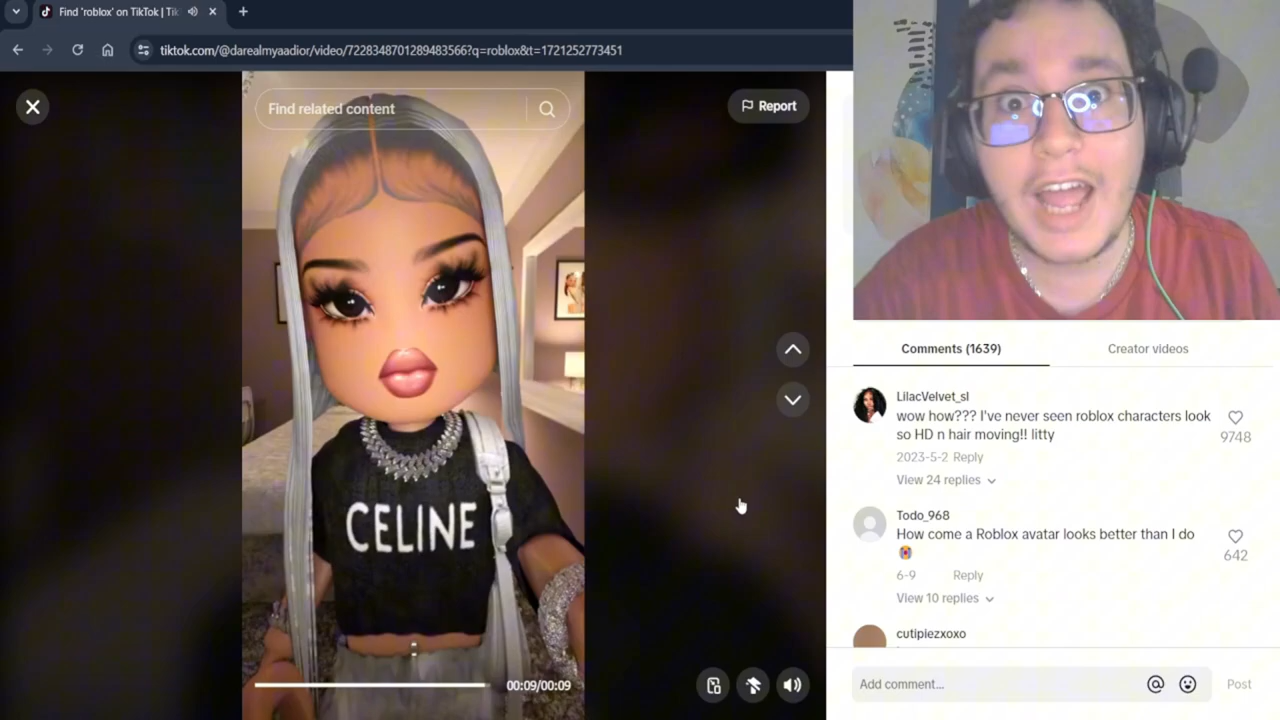 Find 'roblox' on TikTok | Tik
tiktok.com/@darealmyaadior/video/7228348701289483566?q=roblox&t=1721252773451
Find related content
Report
CELINE
00:09/00:09
Comments (1639)
Creator videos
LilacVelvet_sl
wow how??? I've never seen roblox characters look
so HD n hair moving!! litty
9748
2023-5-2 Reply
View 24 replies
Todo_968
How come a Roblox avatar looks better than I do
642
6-9 Reply
View 10 replies
cutipiezxoxo
Add comment...
Post